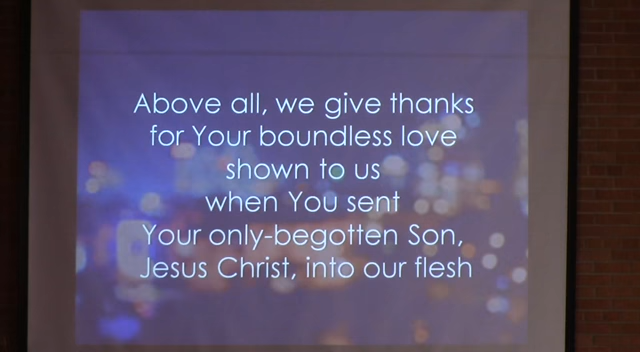 Above all, we give thanks
for Your boundless love
shown to us
when You sent
Your only-begotten Son,
Jesus Christ, into our flesh